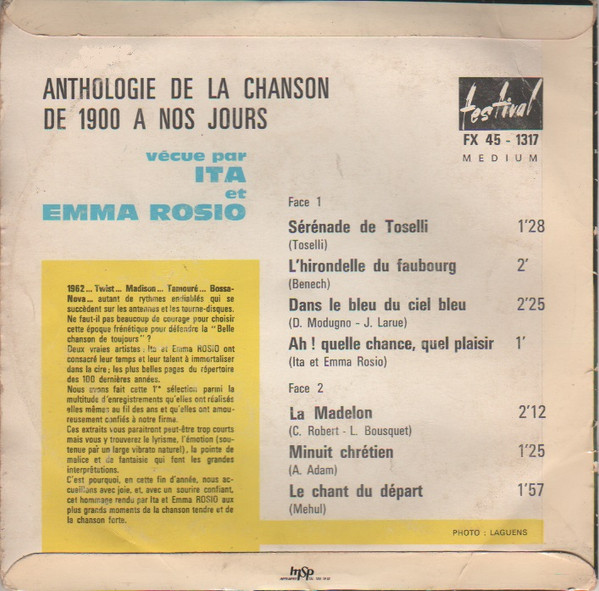 ANTHOLOGIE DE LA CHANSON
DE 1900 A NOS JOURS
vécue par
ITA
et
EMMA ROSIO
festival
FX 45 - 1317
MEDIUM
1962... Twist... Madison... Tamouré... Bossa-
Nova... autant de rythmes endiablés qui se
succèdent sur les antennes et les tourne-disques.
Ne faut-il pas beaucoup de courage pour choisir
cette époque frénétique pour défendre la "Belle
chanson de toujours" ?
Deux vraies artistes : Ita et Emma ROSIO ont
consacré leur temps et leur talent à immortaliser
dans la cire; les plus belles pages du répertoire
des 100 dernières années.
Nous avons fait cette 1re sélection parmi la
multitude d'enregistrements qu'elles ont réalisés
elles mêmes au fil des ans et qu'elles ont amou-
reusement confiés à notre firme.
Ces extraits vous paraitront peut-être trop courts
mais vous y trouverez le lyrisme, l'émotion (sou-
tenue par un large vibrato naturel), la pointe de
malice et de fantaisie qui font les grandes
interprétations.
C'est pourquoi, en cette fin d'année, nous ac-
cueillons avec joie, et, avec un sourire confiant,
cet hommage rendu par Ita et Emma ROSIO aux
plus grands moments de la chanson tendre et de
la chanson forte.
Face 1
Sérénade de Toselli 1'28
(Toselli)
L'hirondelle du faubourg 2'
(Benech)
Dans le bleu du ciel bleu 2'25
(D. Modugno - J. Larue)
Ah ! quelle chance, quel plaisir 1'
(Ita et Emma Rosio)
Face 2
La Madelon 2'12
(C. Robert - L. Bousquet)
Minuit chrétien 1'25
(A. Adam)
Le chant du départ 1'57
(Mehul)
PHOTO : LAGUENS